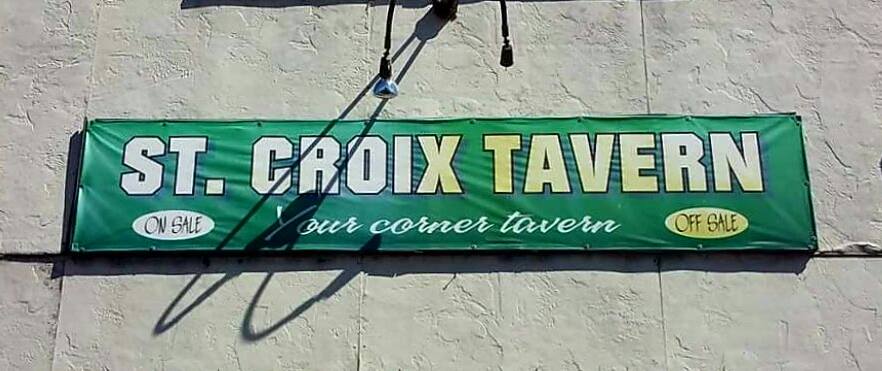 ST. CROIX TAVERN
ON SALE Your corner tavern OFF SALE